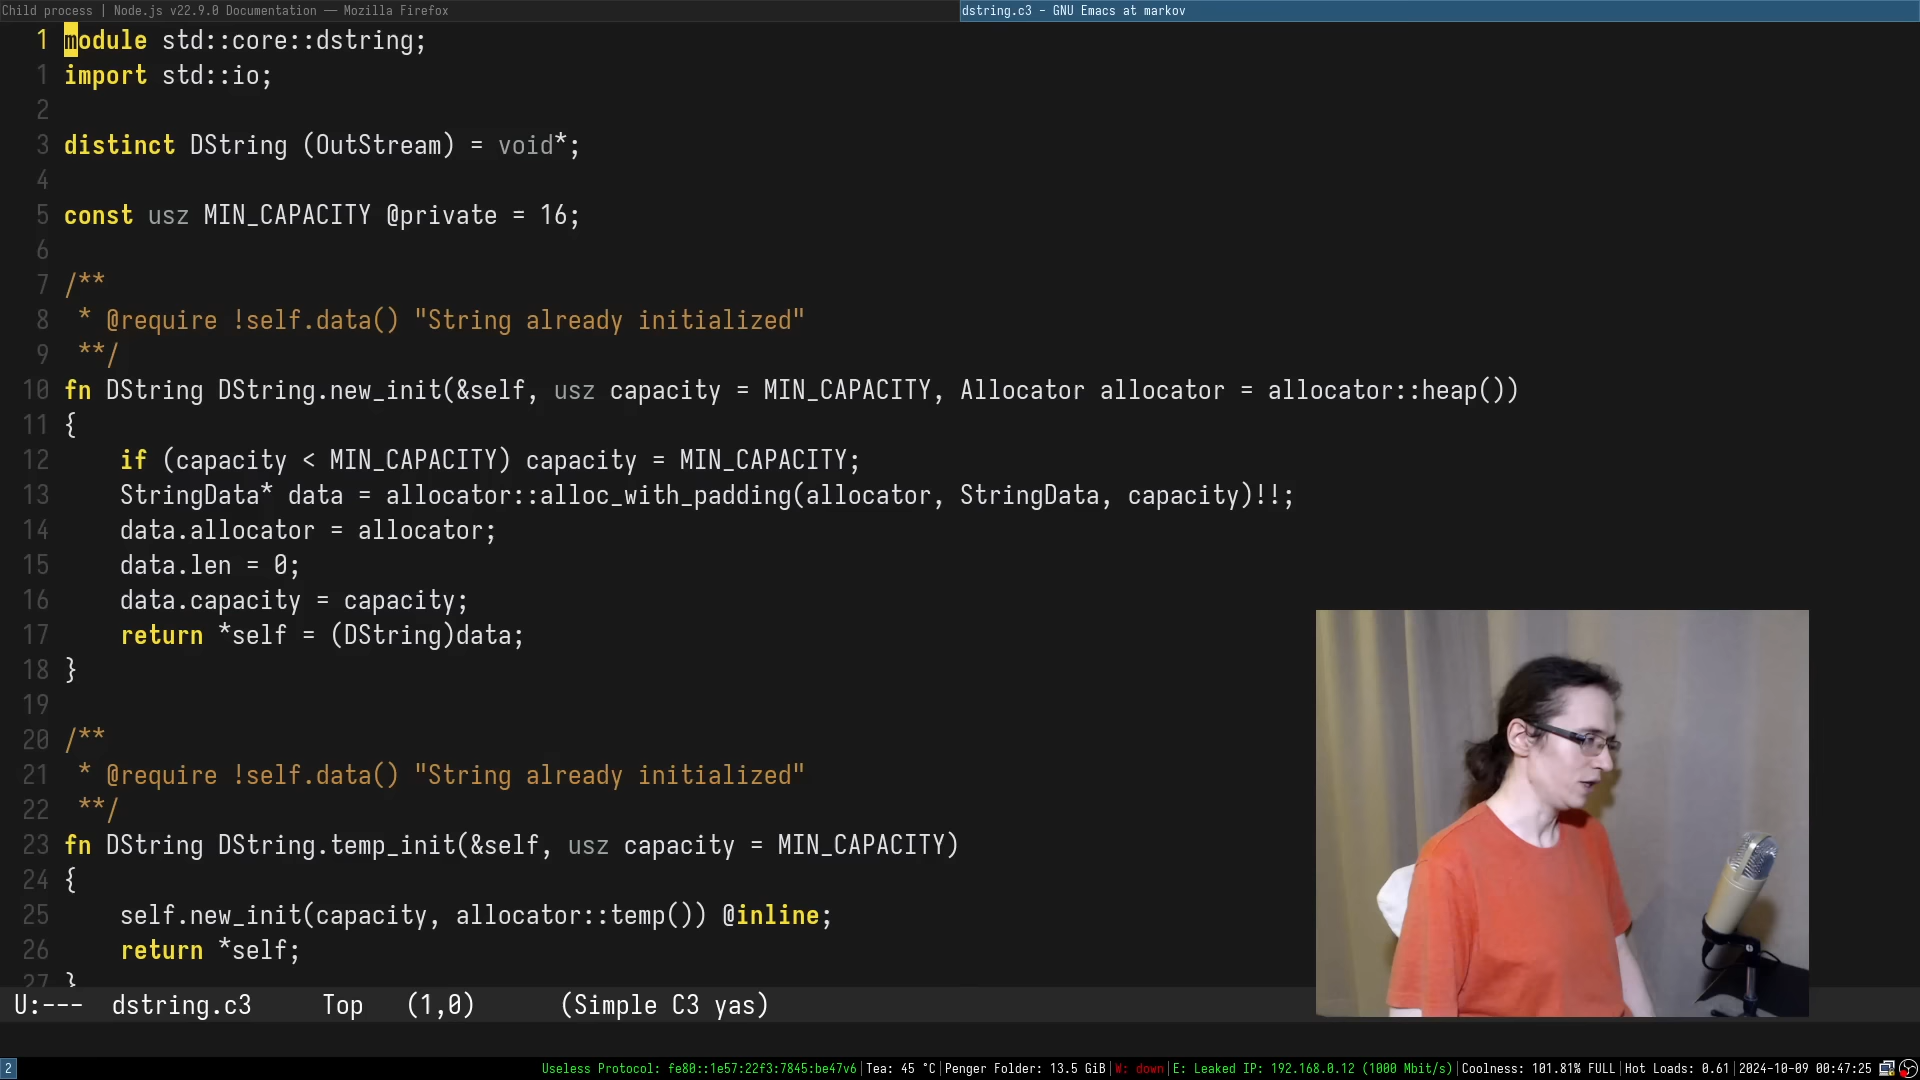 Child process | Node.js v22.9.0 Documentation — Mozilla Firefox
dstring.c3 - GNU Emacs at markov
1 module std::core::dstring;
1 import std::io;
2
3 distinct DString (OutStream) = void*;
4
5 const usz MIN_CAPACITY @private = 16;
6
7 /**
8  * @require !self.data() "String already initialized"
9  **/
10 fn DString DString.new_init(&self, usz capacity = MIN_CAPACITY, Allocator allocator = allocator::heap())
11 {
12     if (capacity < MIN_CAPACITY) capacity = MIN_CAPACITY;
13     StringData* data = allocator::alloc_with_padding(allocator, StringData, capacity)!!;
14     data.allocator = allocator;
15     data.len = 0;
16     data.capacity = capacity;
17     return *self = (DString)data;
18 }
19
20 /**
21  * @require !self.data() "String already initialized"
22  **/
23 fn DString DString.temp_init(&self, usz capacity = MIN_CAPACITY)
24 {
25     self.new_init(capacity, allocator::temp()) @inline;
26     return *self;
27 }
U:--- dstring.c3 Top (1,0) (Simple C3 yas)
2 Useless Protocol: fe80::1e57:22f3:7845:be47v6|Tea: 45 °C|Penger Folder: 13.5 GiB|W: down|E: Leaked IP: 192.168.0.12 (1000 Mbit/s)|Coolness: 101.81% FULL|Hot Loads: 0.61|2024-10-09 00:47:25